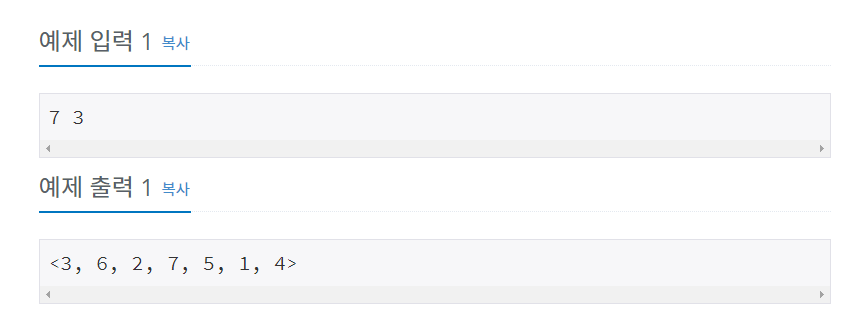 예제 입력 1 복사
7 3
예제 출력 1 복사
<3, 6, 2, 7, 5, 1, 4>